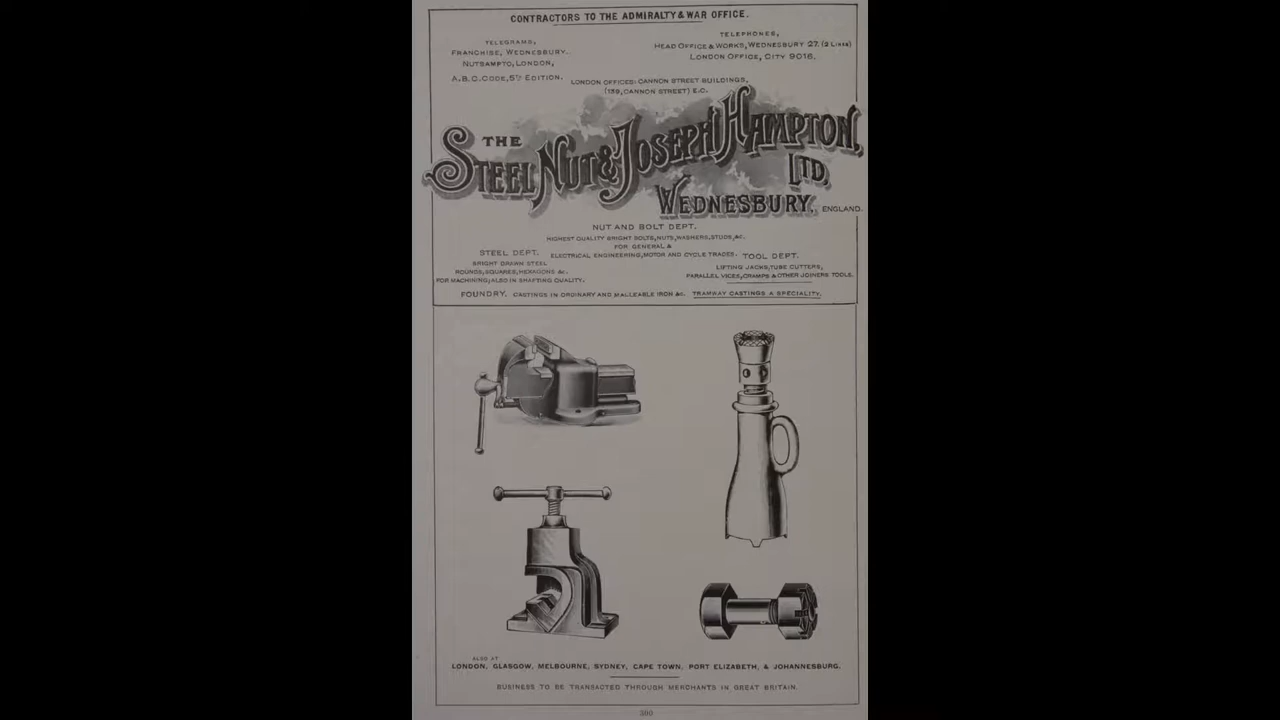 CONTRACTORS TO THE ADMIRALTY & WAR OFFICE.
TELEGRAMS,
FRANCHISE, WEDNESBURY.
NUTSAMPTO, LONDON,
A.B.C. CODE, 5TH EDITION.
TELEPHONES,
HEAD OFFICE & WORKS, WEDNESBURY 27. (2 LINES)
LONDON OFFICE, CITY 9016.
LONDON OFFICES: CANNON STREET BUILDINGS,
(139, CANNON STREET) E.C.
THE
STEEL NUT & JOSEPH HAMPTON,
LTD,
WEDNESBURY, ENGLAND.
NUT AND BOLT DEPT.
HIGHEST QUALITY BRIGHT BOLTS, NUTS, WASHERS, STUDS, &c.
FOR GENERAL &
ELECTRICAL ENGINEERING, MOTOR AND CYCLE TRADES.
STEEL DEPT.
BRIGHT DRAWN STEEL
ROUNDS, SQUARES, HEXAGONS &c.
FOR MACHINING; ALSO IN SHAFTING QUALITY.
TOOL DEPT.
LIFTING JACKS, TUBE CUTTERS,
PARALLEL VICES, CRAMPS & OTHER JOINERS TOOLS.
FOUNDRY. CASTINGS IN ORDINARY AND MALLEABLE IRON &c. TRAMWAY CASTINGS A SPECIALITY.
ALSO AT
LONDON, GLASGOW, MELBOURNE, SYDNEY, CAPE TOWN, PORT ELIZABETH, & JOHANNESBURG.
BUSINESS TO BE TRANSACTED THROUGH MERCHANTS IN GREAT BRITAIN.
390